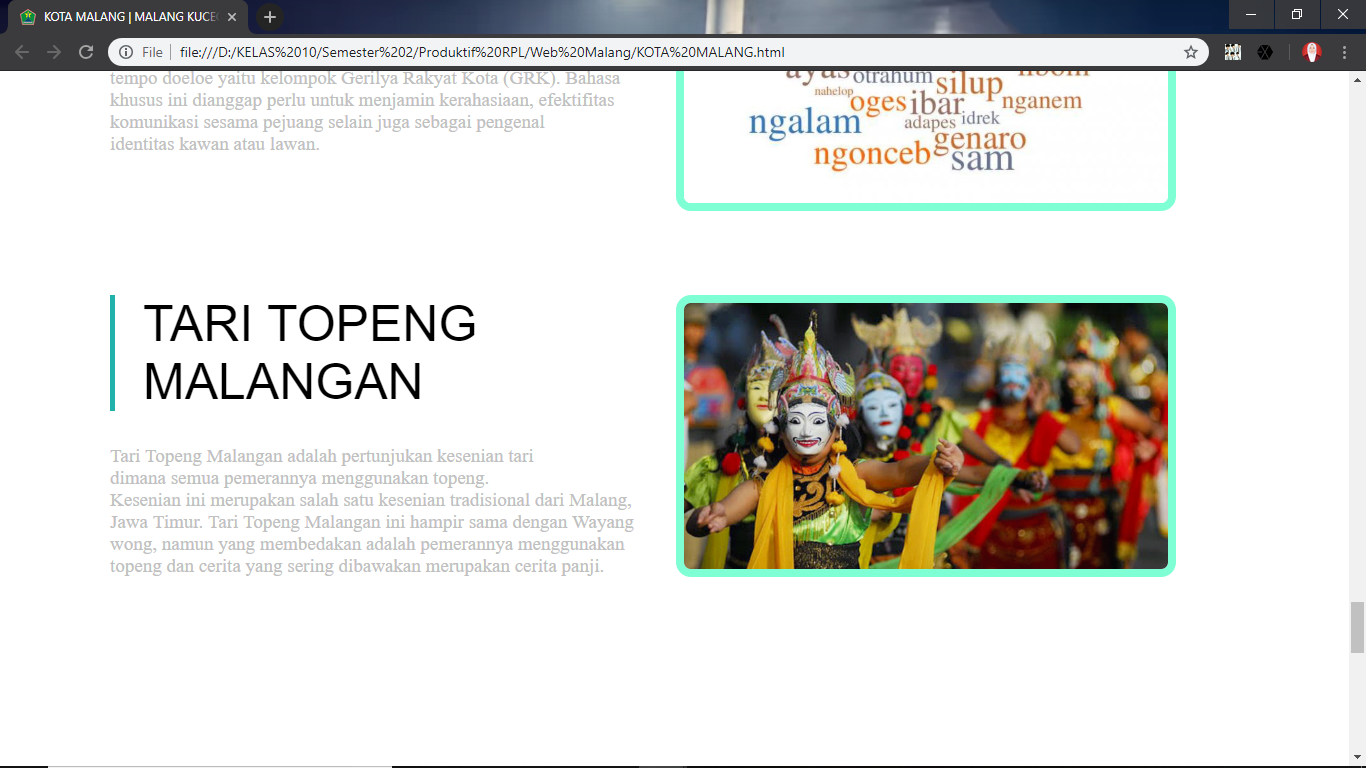 KOTA MALANG | MALANG KUCEC
File
file:///D:/KELAS%2010/Semester%202/Produktif%20RPL/Web%20Malang/KOTA%20MALANG.html
tempo doeloe yaitu kelompok Gerilya Rakyat Kota (GRK). Bahasa
khusus ini dianggap perlu untuk menjamin kerahasiaan, efektifitas
komunikasi sesama pejuang selain juga sebagai pengenal
identitas kawan atau lawan.
ayas otrahum
nahelop silup
oges ibar nganem
ngalam adapes idrek
genaro
ngonceb sam
TARI TOPENG
MALANGAN
Tari Topeng Malangan adalah pertunjukan kesenian tari
dimana semua pemerannya menggunakan topeng.
Kesenian ini merupakan salah satu kesenian tradisional dari Malang,
Jawa Timur. Tari Topeng Malangan ini hampir sama dengan Wayang
wong, namun yang membedakan adalah pemerannya menggunakan
topeng dan cerita yang sering dibawakan merupakan cerita panji.